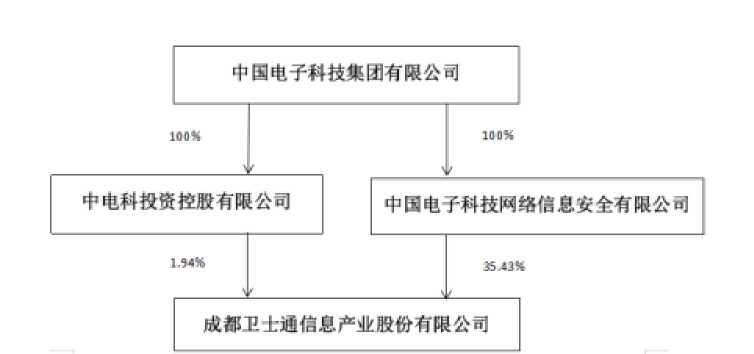 中国电子科技集团有限公司
100%
100%
中电科投资控股有限公司
中国电子科技网络信息安全有限公司
1.94%
35.43%
成都卫士通信息产业股份有限公司